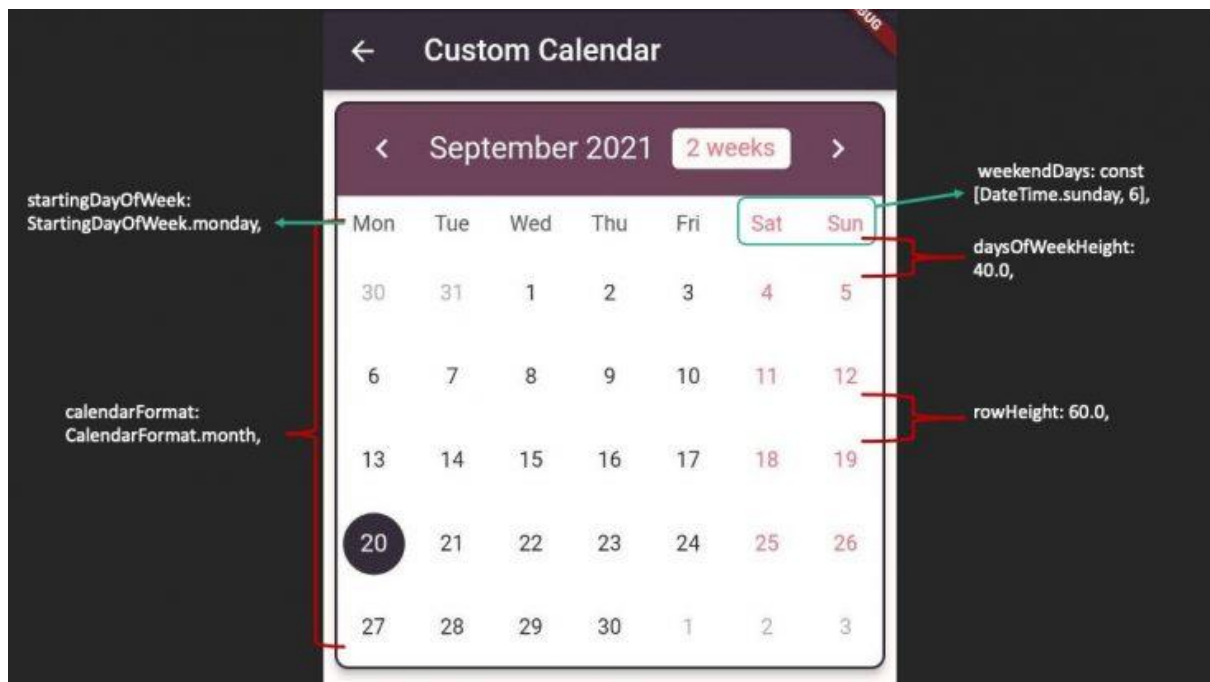 Custom Calendar
BUG
September 2021 2 weeks
startingDayOfWeek:
StartingDayOfWeek.monday,
weekendDays: const
[DateTime.sunday, 6],
Mon Tue Wed Thu Fri Sat Sun
daysOfWeekHeight:
40.0,
30 31 1 2 3 4 5
6 7 8 9 10 11 12
calendarFormat:
CalendarFormat.month,
rowHeight: 60.0,
13 14 15 16 17 18 19
20 21 22 23 24 25 26
27 28 29 30 1 2 3